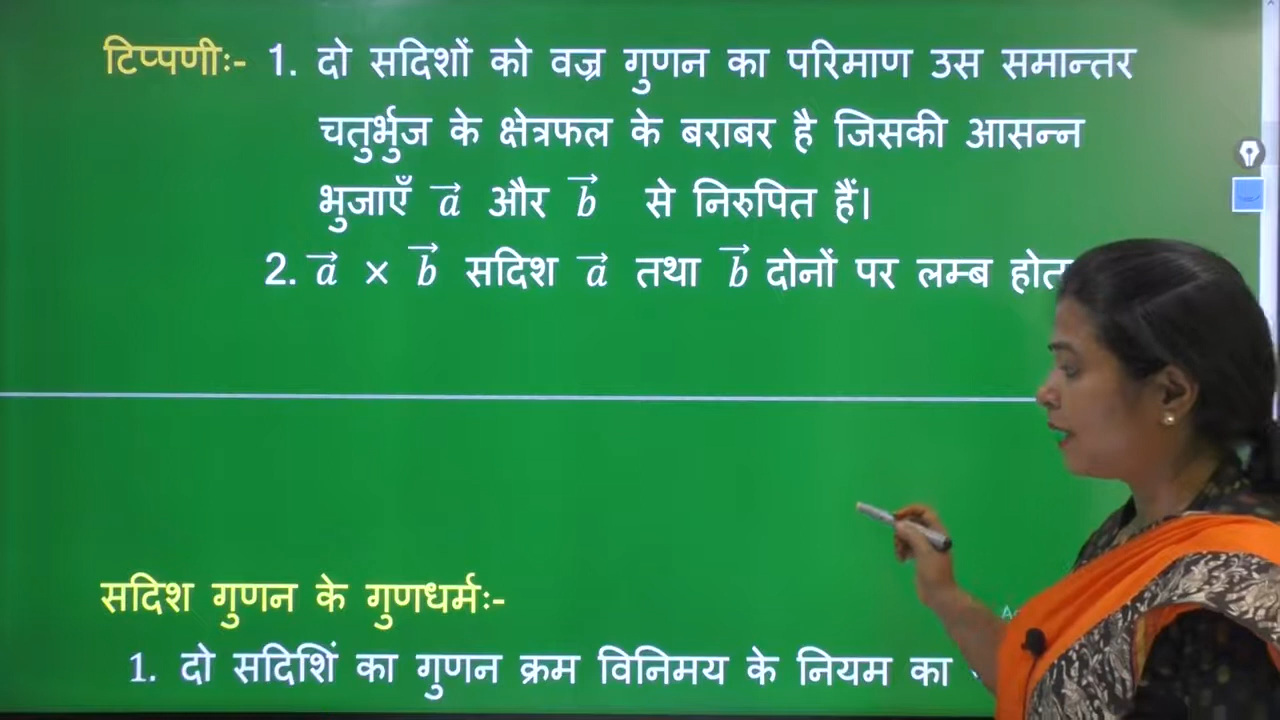 टिप्पणीः- 1. दो सदिशों को वज्र गुणन का परिमाण उस समान्तर
चतुर्भुज के क्षेत्रफल के बराबर है जिसकी आसन्न
भुजाएँ a⃗ और b⃗ से निरुपित हैं।
2. a⃗ × b⃗ सदिश a⃗ तथा b⃗ दोनों पर लम्ब
सदिश गुणन के गुणधर्मः-
1. दो सदिशिं का गुणन क्रम विनिमय के नियम का